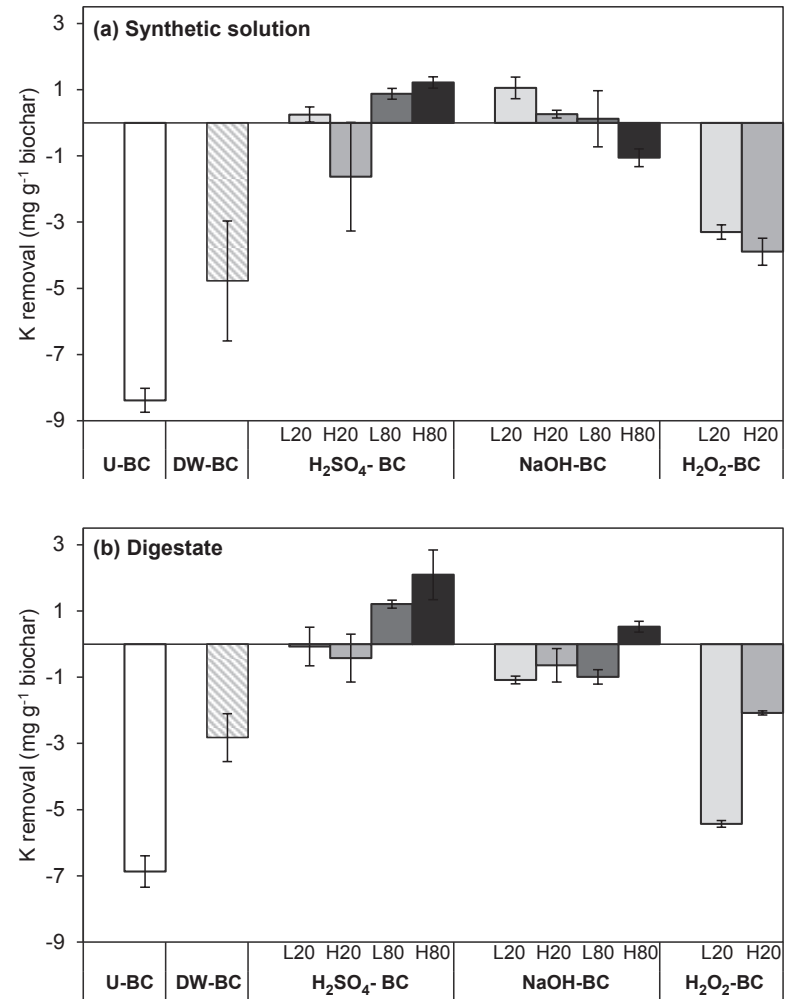 (a) Synthetic solution
K removal (mg g⁻¹ biochar)
3
1
-1
-3
-5
-7
-9
L20 H20 L80 H80 L20 H20 L80 H80 L20 H20
U-BC DW-BC H₂SO₄- BC NaOH-BC H₂O₂-BC
(b) Digestate
K removal (mg g⁻¹ biochar)
3
1
-1
-3
-5
-7
-9
L20 H20 L80 H80 L20 H20 L80 H80 L20 H20
U-BC DW-BC H₂SO₄- BC NaOH-BC H₂O₂-BC